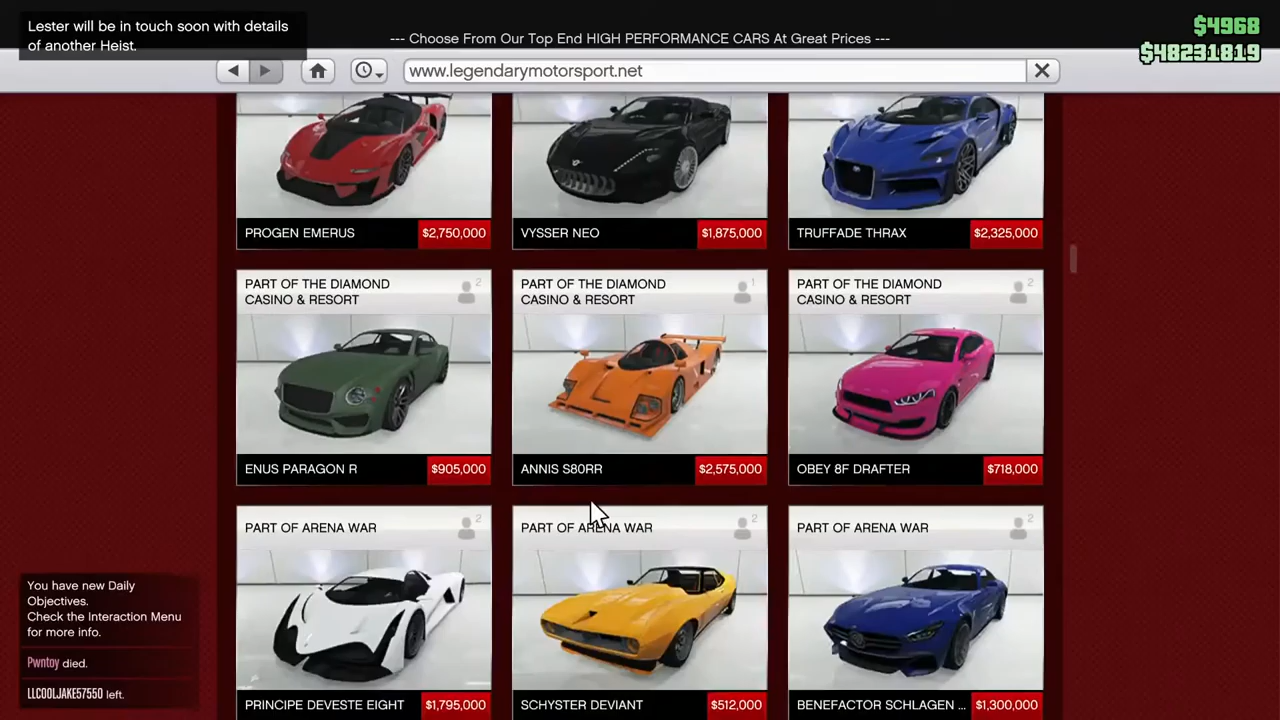 Lester will be in touch soon with details
of another Heist.
--- Choose From Our Top End HIGH PERFORMANCE CARS At Great Prices ---
$4968
$48231819
www.legendarymotorsport.net
PROGEN EMERUS $2,750,000
VYSSER NEO $1,875,000
TRUFFADE THRAX $2,325,000
PART OF THE DIAMOND
CASINO & RESORT
2
PART OF THE DIAMOND
CASINO & RESORT
1
PART OF THE DIAMOND
CASINO & RESORT
2
ENUS PARAGON R $905,000
ANNIS S80RR $2,575,000
OBEY 8F DRAFTER $718,000
PART OF ARENA WAR 2
PART OF ARENA WAR 2
PART OF ARENA WAR 2
PRINCIPE DEVESTE EIGHT $1,795,000
SCHYSTER DEVIANT $512,000
BENEFACTOR SCHLAGEN ... $1,300,000
You have new Daily
Objectives.
Check the Interaction Menu
for more info.
Pwntoy died.
LLCOOLJAKE57550 left.